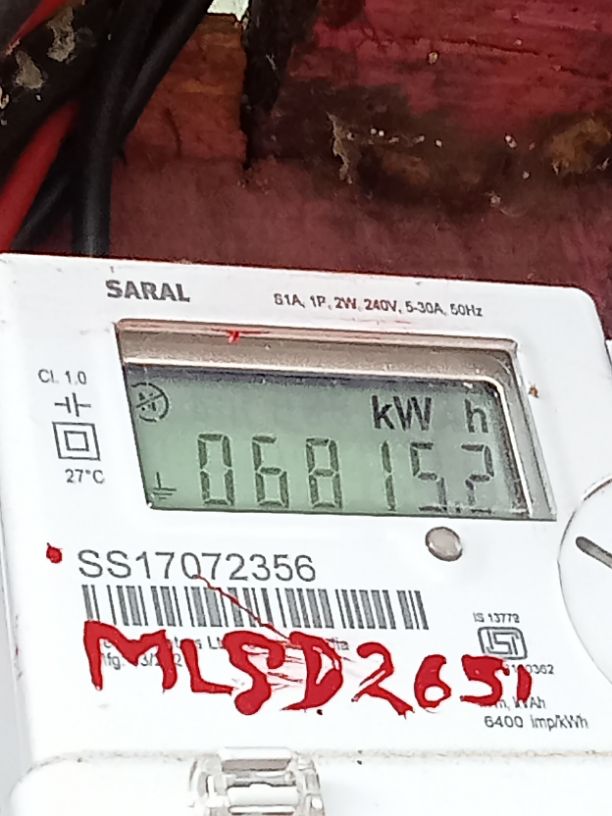 SARAL
S1A, 1P, 2W, 240V, 5-30A, 50Hz
Cl. 1.0
27°C
kW h
06815.2
SS17072356
IS 13779
MLSD2651
6400 imp/kWh